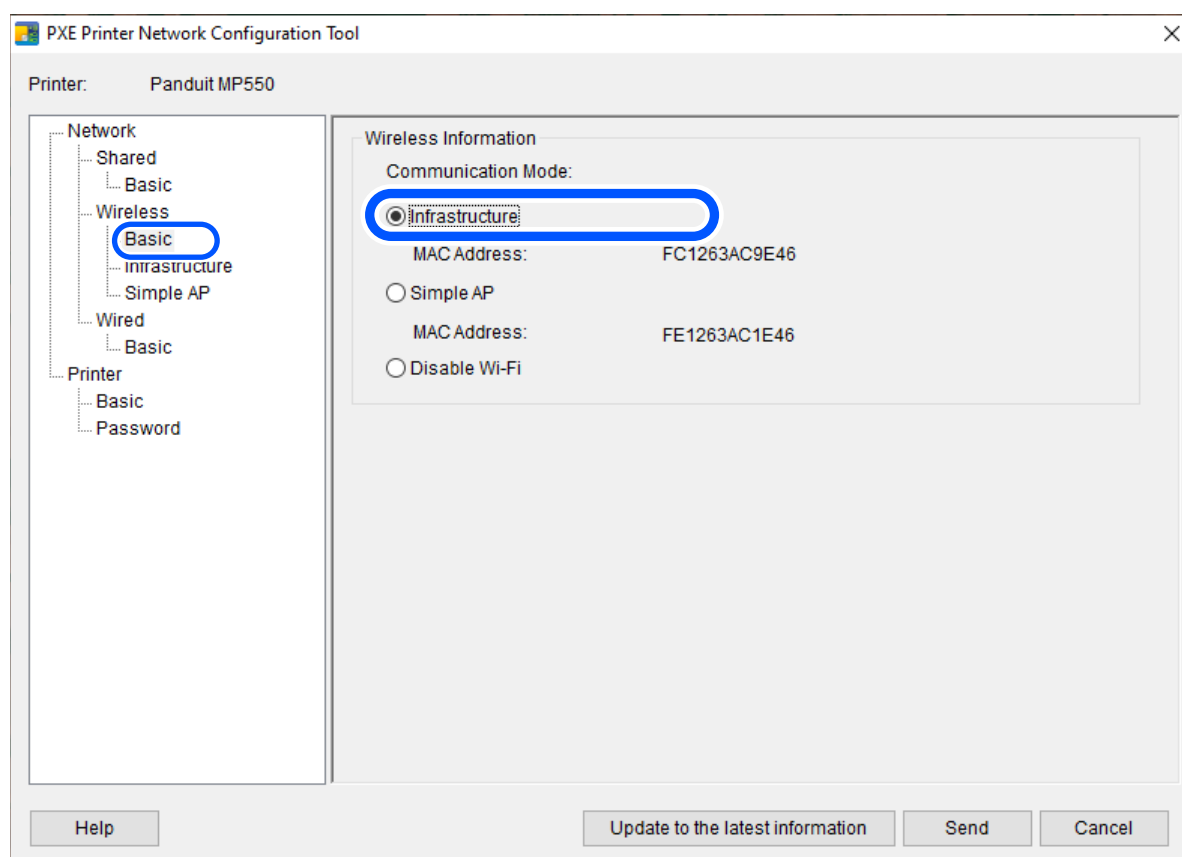 PXE Printer Network Configuration Tool
Printer: Panduit MP550
Network
Shared
Basic
Wireless
Basic
Infrastructure
Simple AP
Wired
Basic
Printer
Basic
Password
Wireless Information
Communication Mode:
Infrastructure
MAC Address: FC1263AC9E46
Simple AP
MAC Address: FE1263AC1E46
Disable Wi-Fi
Help Update to the latest information Send Cancel